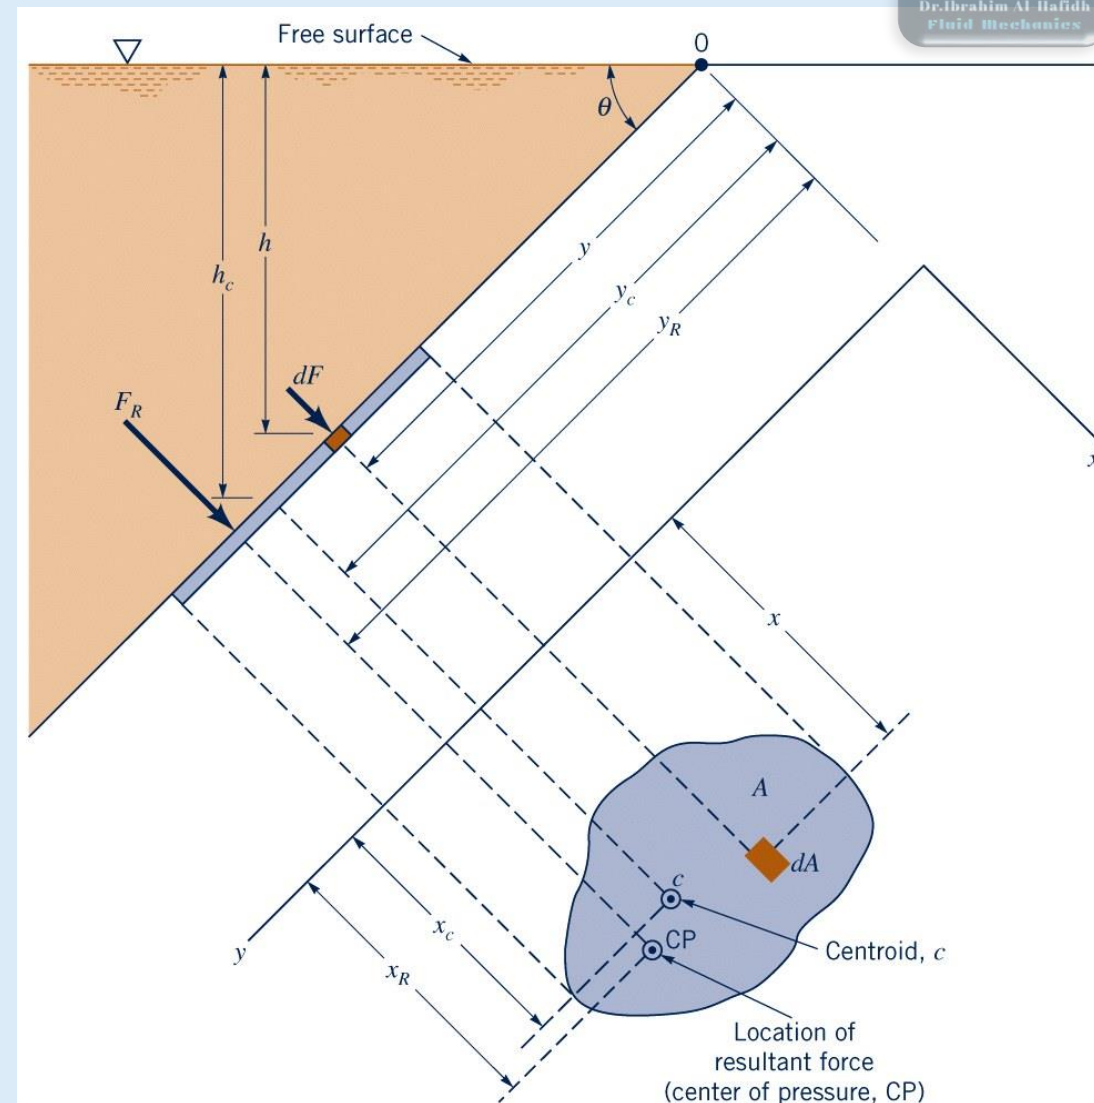 Dr.Ibrahim Al Hafidh
Fluid Mechanics
Free surface
0
θ
h
h_c
y
y_c
y_R
dF
F_R
x
x
A
dA
c
CP
x_c
x_R
y
Centroid, c
Location of
resultant force
(center of pressure, CP)